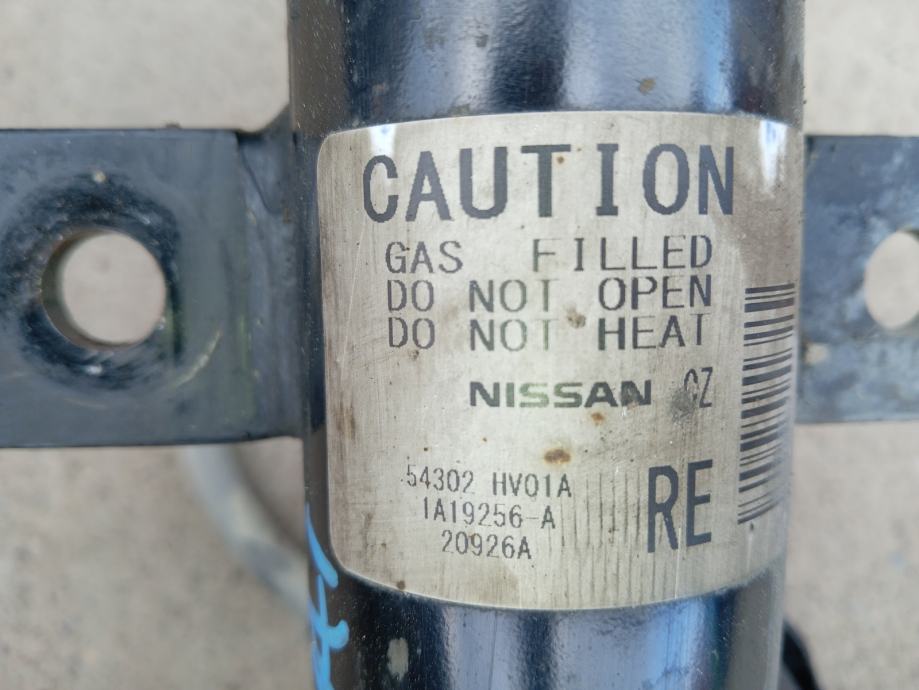 CAUTION
GAS FILLED
DO NOT OPEN
DO NOT HEAT
NISSAN CZ
54302 HV01A
1A19256-A
20926A
RE